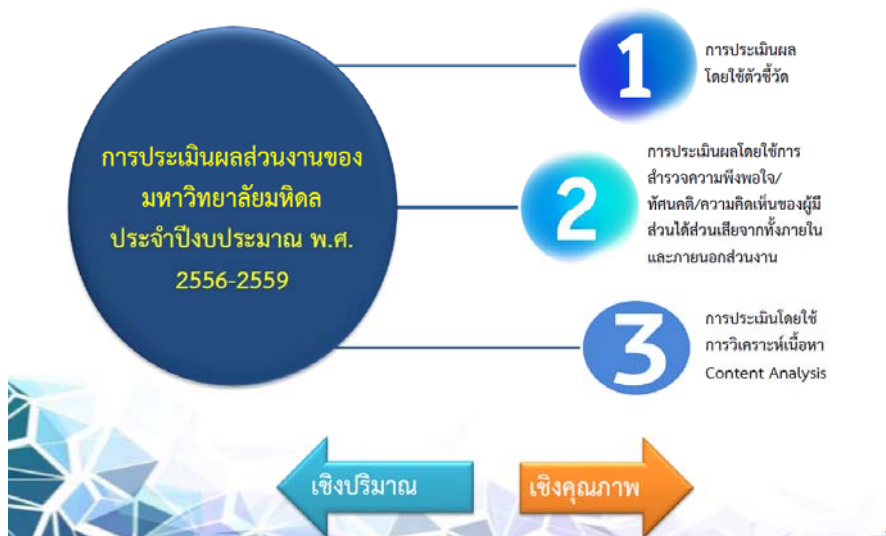 การประเมินผลส่วนงานของ
มหาวิทยาลัยมหิดล
ประจำปีงบประมาณ พ.ศ.
2556-2559
1
การประเมินผล
โดยใช้ตัวชี้วัด
2
การประเมินผลโดยใช้การ
สำรวจความพึงพอใจ/
ทัศนคติ/ความคิดเห็นของผู้มี
ส่วนได้ส่วนเสียจากทั้งภายใน
และภายนอกส่วนงาน
3
การประเมินโดยใช้
การวิเคราะห์เนื้อหา
Content Analysis
เชิงปริมาณ
เชิงคุณภาพ